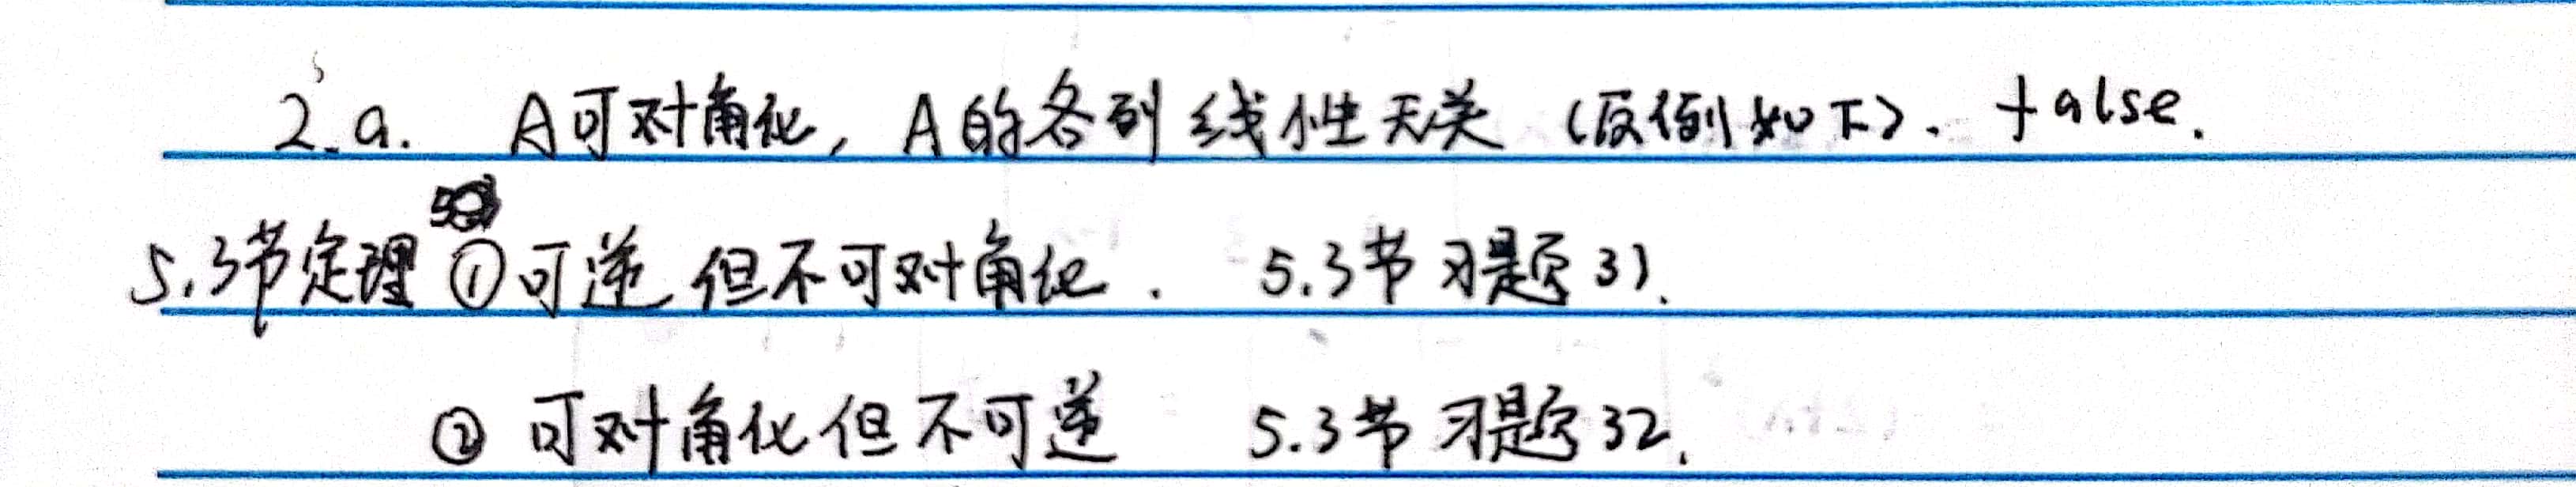 2.a. A可对角化, A的各列线性无关 (反例如下). false.
5.3节定理 ①可逆但不可对角化. 5.3节习题31.
② 可对角化但不可逆 5.3节习题32.